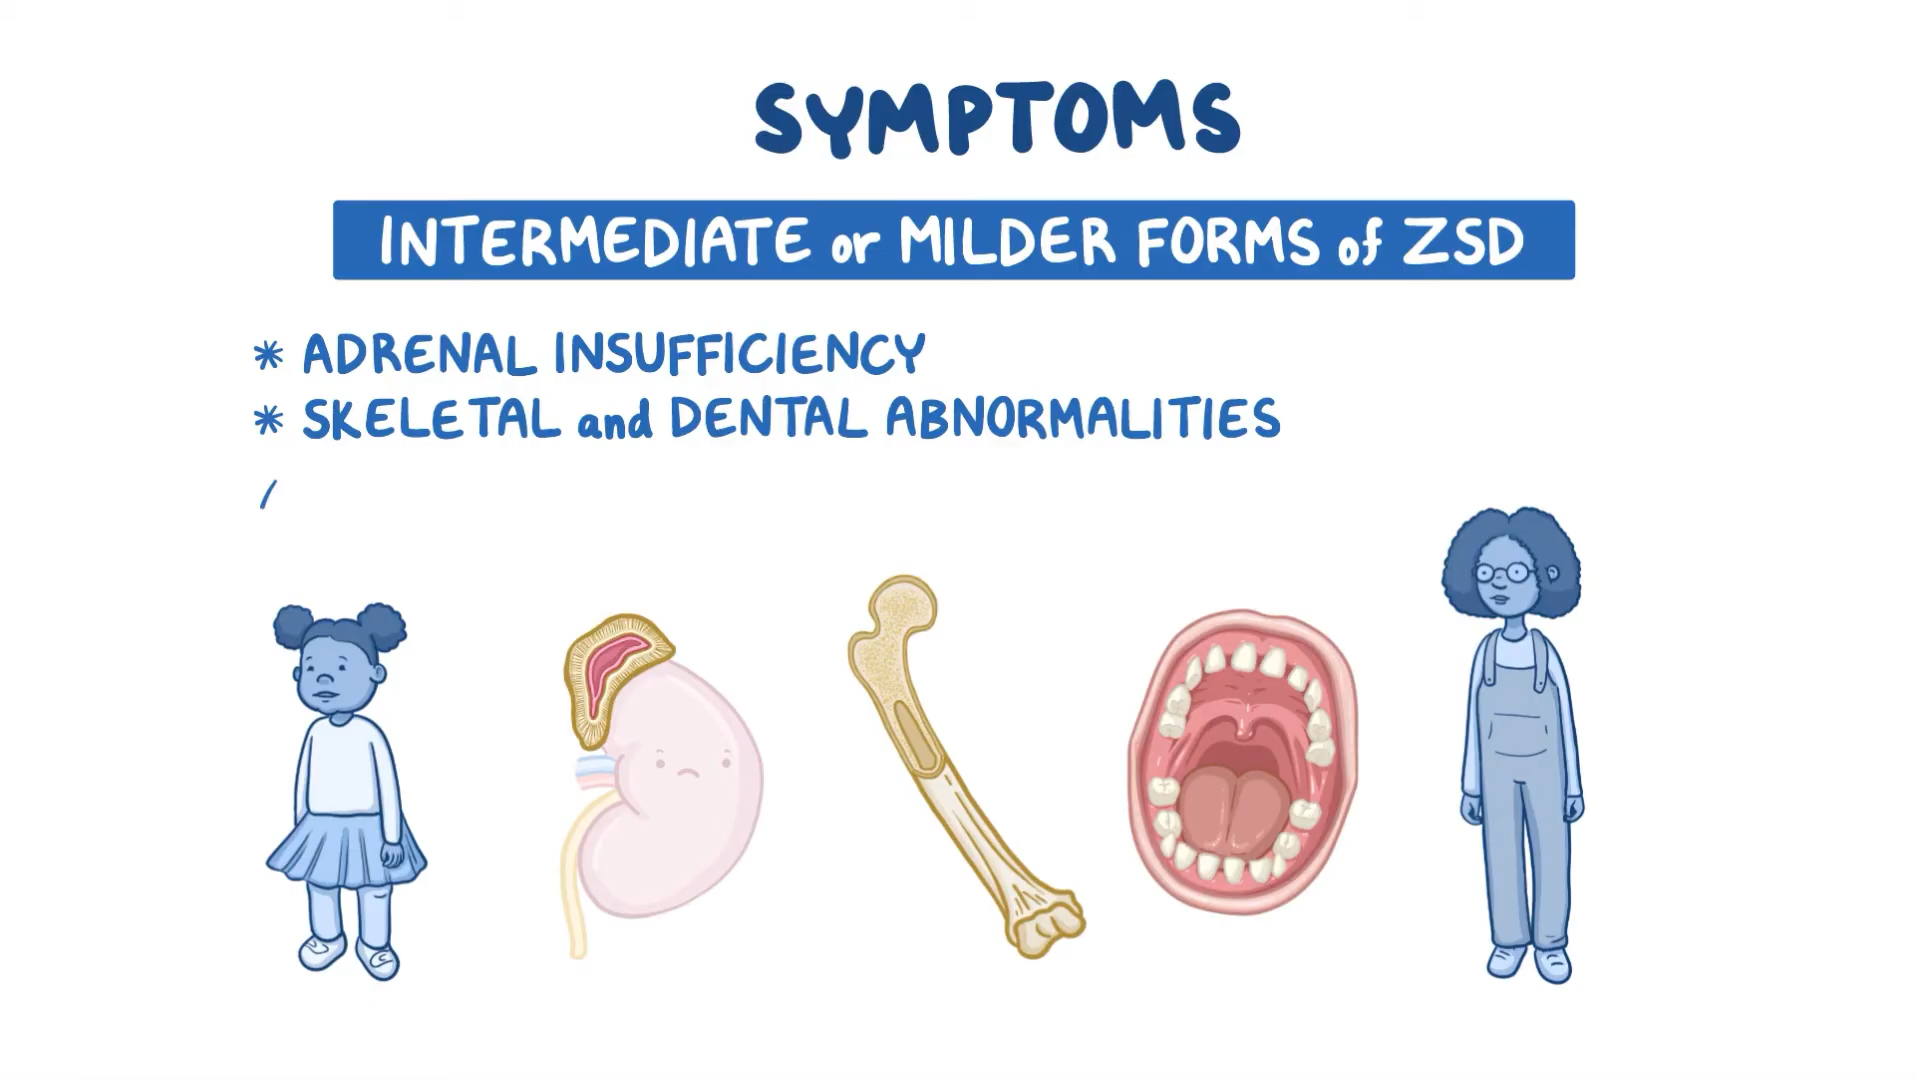 SYMPTOMS
INTERMEDIATE or MILDER FORMS of ZSD
* ADRENAL INSUFFICIENCY
* SKELETAL and DENTAL ABNORMALITIES